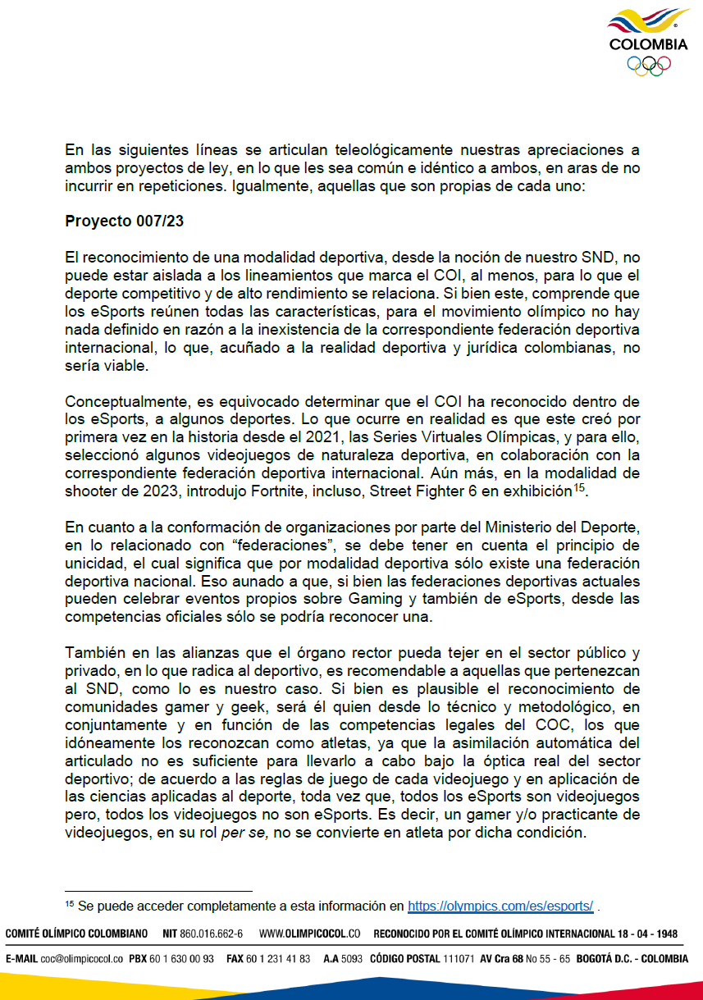 COLOMBIA
En las siguientes líneas se articulan teleológicamente nuestras apreciaciones a
ambos proyectos de ley, en lo que les sea común e idéntico a ambos, en aras de no
incurrir en repeticiones. Igualmente, aquellas que son propias de cada uno:
Proyecto 007/23
El reconocimiento de una modalidad deportiva, desde la noción de nuestro SND, no
puede estar aislada a los lineamientos que marca el COI, al menos, para lo que el
deporte competitivo y de alto rendimiento se relaciona. Si bien este, comprende que
los eSports reúnen todas las características, para el movimiento olímpico no hay
nada definido en razón a la inexistencia de la correspondiente federación deportiva
internacional, lo que, acuñado a la realidad deportiva y jurídica colombianas, no
sería viable.
Conceptualmente, es equivocado determinar que el COI ha reconocido dentro de
los eSports, a algunos deportes. Lo que ocurre en realidad es que este creó por
primera vez en la historia desde el 2021, las Series Virtuales Olímpicas, y para ello,
seleccionó algunos videojuegos de naturaleza deportiva, en colaboración con la
correspondiente federación deportiva internacional. Aún más, en la modalidad de
shooter de 2023, introdujo Fortnite, incluso, Street Fighter 6 en exhibición15.
En cuanto a la conformación de organizaciones por parte del Ministerio del Deporte,
en lo relacionado con “federaciones”, se debe tener en cuenta el principio de
unicidad, el cual significa que por modalidad deportiva sólo existe una federación
deportiva nacional. Eso aunado a que, si bien las federaciones deportivas actuales
pueden celebrar eventos propios sobre Gaming y también de eSports, desde las
competencias oficiales sólo se podría reconocer una.
También en las alianzas que el órgano rector pueda tejer en el sector público y
privado, en lo que radica al deportivo, es recomendable a aquellas que pertenezcan
al SND, como lo es nuestro caso. Si bien es plausible el reconocimiento de
comunidades gamer y geek, será él quien desde lo técnico y metodológico, en
conjuntamente y en función de las competencias legales del COC, los que
idóneamente los reconozcan como atletas, ya que la asimilación automática del
articulado no es suficiente para llevarlo a cabo bajo la óptica real del sector
deportivo; de acuerdo a las reglas de juego de cada videojuego y en aplicación de
las ciencias aplicadas al deporte, toda vez que, todos los eSports son videojuegos
pero, todos los videojuegos no son eSports. Es decir, un gamer y/o practicante de
videojuegos, en su rol per se, no se convierte en atleta por dicha condición.
15 Se puede acceder completamente a esta información en https://olympics.com/es/esports/ .
COMITÉ OLÍMPICO COLOMBIANO NIT 860.016.662-6 WWW.OLIMPICOCOL.CO RECONOCIDO POR EL COMITÉ OLÍMPICO INTERNACIONAL 18 - 04 - 1948
E-MAIL coc@olimpicocol.co PBX 60 1 630 00 93 FAX 60 1 231 41 83 A.A 5093 CÓDIGO POSTAL 111071 AV Cra 68 No 55 - 65 BOGOTÁ D.C. - COLOMBIA